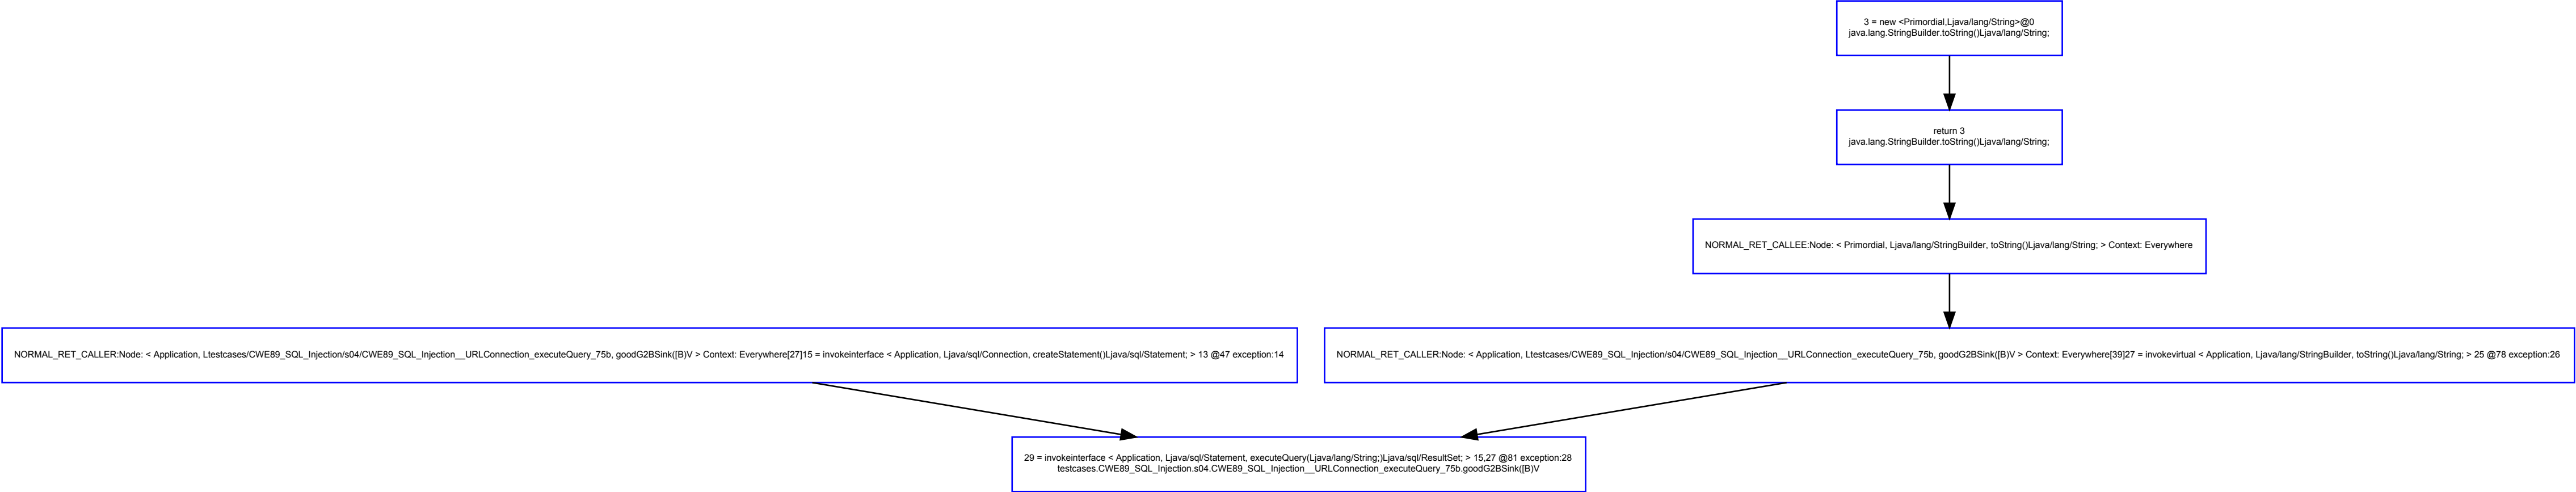 3 = new <Primordial,Ljava/lang/String>@0
java.lang.StringBuilder.toString()Ljava/lang/String;
return 3
java.lang.StringBuilder.toString()Ljava/lang/String;
NORMAL_RET_CALLEE:Node: < Primordial, Ljava/lang/StringBuilder, toString()Ljava/lang/String; > Context: Everywhere
NORMAL_RET_CALLER:Node: < Application, Ltestcases/CWE89_SQL_Injection/s04/CWE89_SQL_Injection__URLConnection_executeQuery_75b, goodG2BSink([B)V > Context: Everywhere[27]15 = invokeinterface < Application, Ljava/sql/Connection, createStatement()Ljava/sql/Statement; > 13 @47 exception:14
NORMAL_RET_CALLER:Node: < Application, Ltestcases/CWE89_SQL_Injection/s04/CWE89_SQL_Injection__URLConnection_executeQuery_75b, goodG2BSink([B)V > Context: Everywhere[39]27 = invokevirtual < Application, Ljava/lang/StringBuilder, toString()Ljava/lang/String; > 25 @78 exception:26
29 = invokeinterface < Application, Ljava/sql/Statement, executeQuery(Ljava/lang/String;)Ljava/sql/ResultSet; > 15,27 @81 exception:28
testcases.CWE89_SQL_Injection.s04.CWE89_SQL_Injection__URLConnection_executeQuery_75b.goodG2BSink([B)V